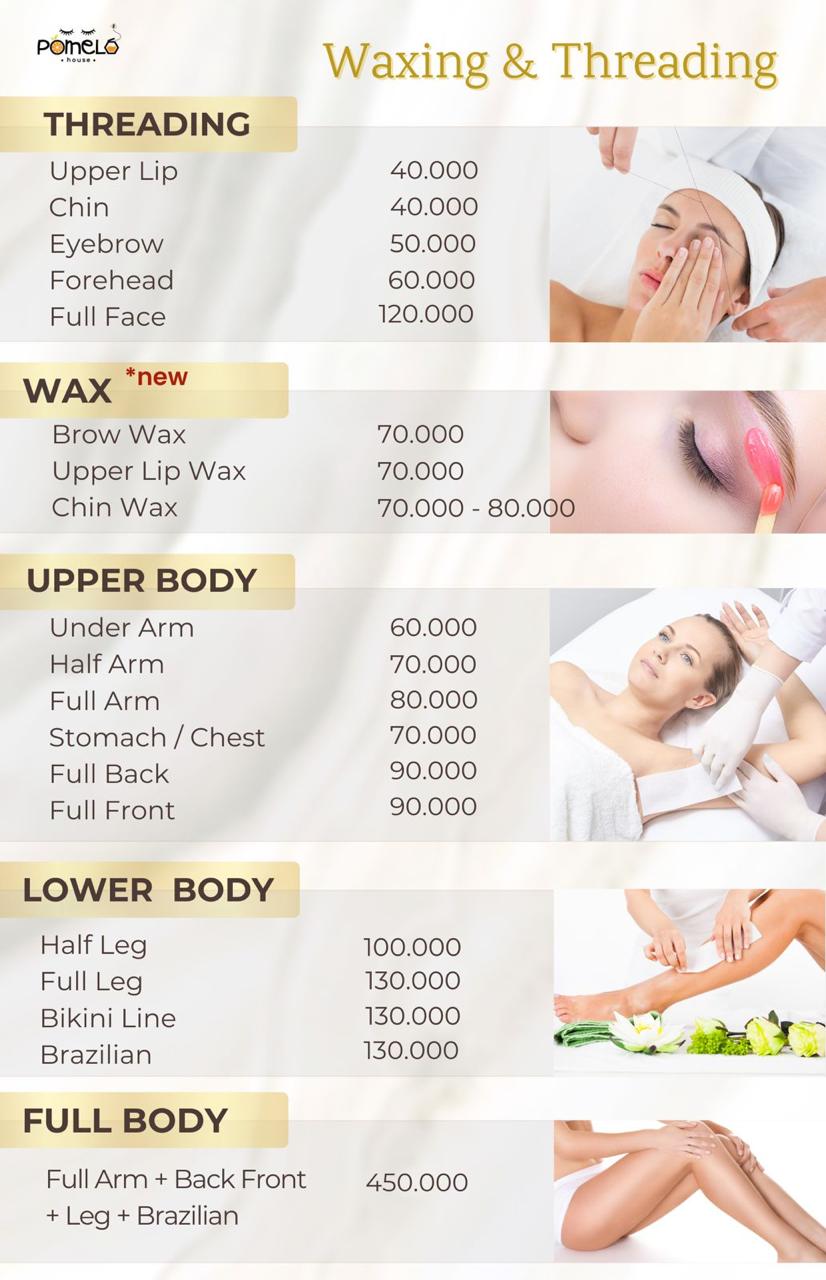 POMELO
• house •
Waxing & Threading
THREADING
Upper Lip 40.000
Chin 40.000
Eyebrow 50.000
Forehead 60.000
Full Face 120.000
WAX *new
Brow Wax 70.000
Upper Lip Wax 70.000
Chin Wax 70.000 - 80.000
UPPER BODY
Under Arm 60.000
Half Arm 70.000
Full Arm 80.000
Stomach / Chest 70.000
Full Back 90.000
Full Front 90.000
LOWER BODY
Half Leg 100.000
Full Leg 130.000
Bikini Line 130.000
Brazilian 130.000
FULL BODY
Full Arm + Back Front 450.000
+ Leg + Brazilian